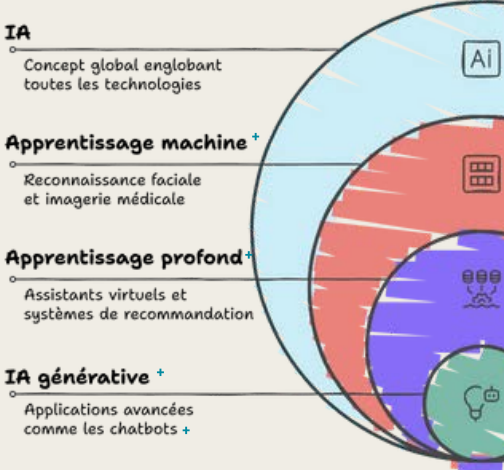 IA
Concept global englobant
toutes les technologies
Ai
Apprentissage machine +
Reconnaissance faciale
et imagerie médicale
Apprentissage profond +
Assistants virtuels et
systèmes de recommandation
IA générative +
Applications avancées
comme les chatbots +